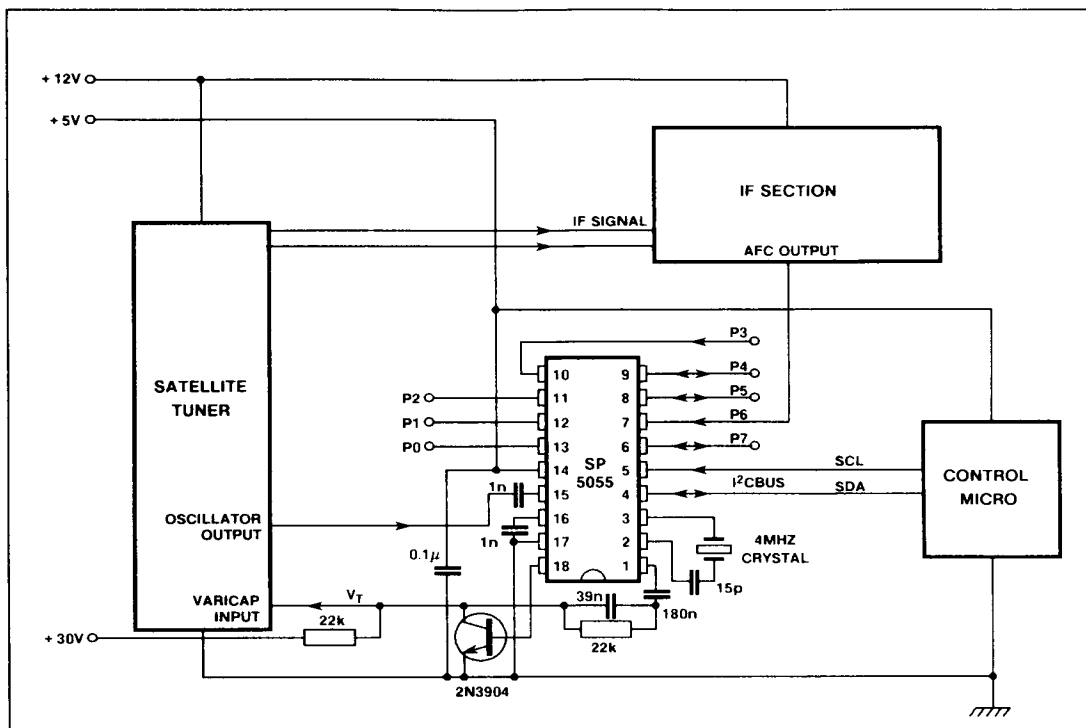 + 12V
+ 5V
IF SECTION
IF SIGNAL
AFC OUTPUT
SATELLITE
TUNER
P3
P4
P5
P6
P7
P2
P1
P0
10
11
12
13
14
15
16
17
18
9
8
7
6
5
4
3
2
1
SP
5055
SCL
I²CBUS
SDA
CONTROL
MICRO
1n
1n
OSCILLATOR
OUTPUT
0.1µ
4MHZ
CRYSTAL
15p
39n
180n
22k
VARICAP
INPUT
VT
22k
+ 30V
2N3904